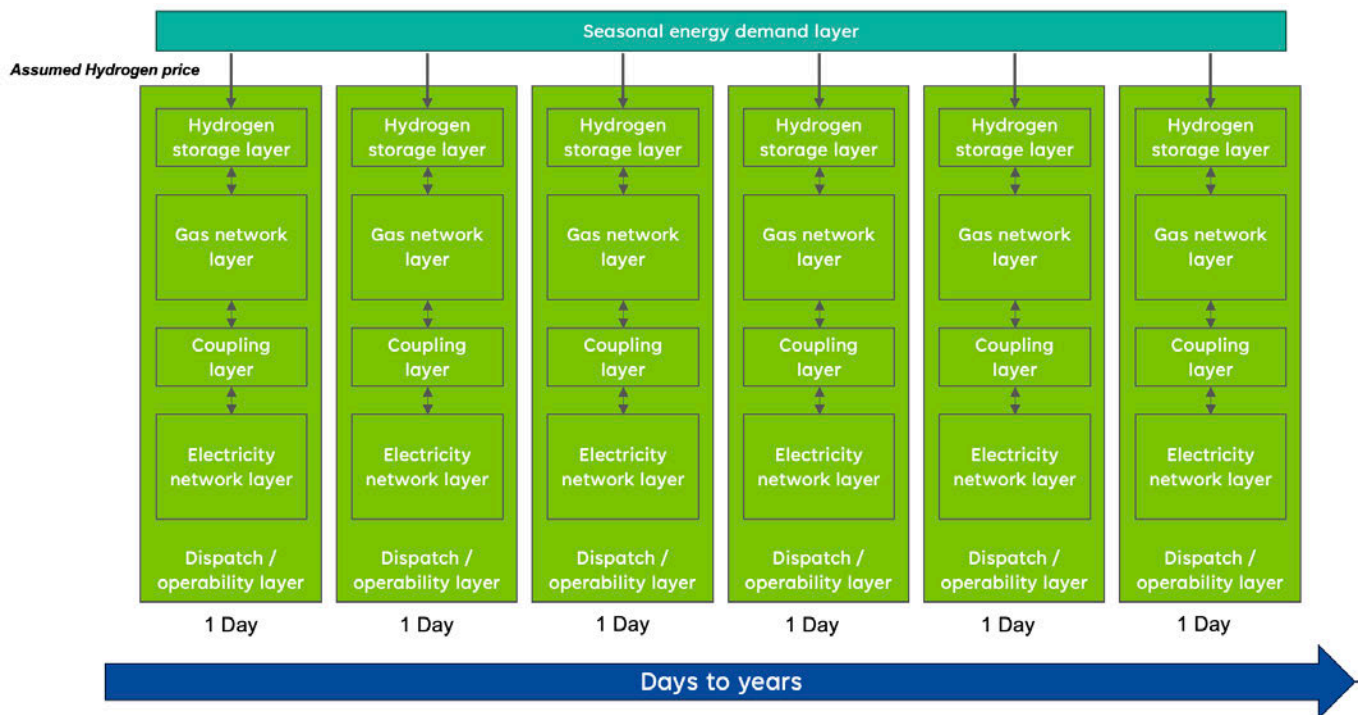 Seasonal energy demand layer
Assumed Hydrogen price
Hydrogen
storage layer
Gas network
layer
Coupling
layer
Electricity
network layer
Dispatch /
operability layer
1 Day
Hydrogen
storage layer
Gas network
layer
Coupling
layer
Electricity
network layer
Dispatch /
operability layer
1 Day
Hydrogen
storage layer
Gas network
layer
Coupling
layer
Electricity
network layer
Dispatch /
operability layer
1 Day
Hydrogen
storage layer
Gas network
layer
Coupling
layer
Electricity
network layer
Dispatch /
operability layer
1 Day
Hydrogen
storage layer
Gas network
layer
Coupling
layer
Electricity
network layer
Dispatch /
operability layer
1 Day
Hydrogen
storage layer
Gas network
layer
Coupling
layer
Electricity
network layer
Dispatch /
operability layer
1 Day
Days to years